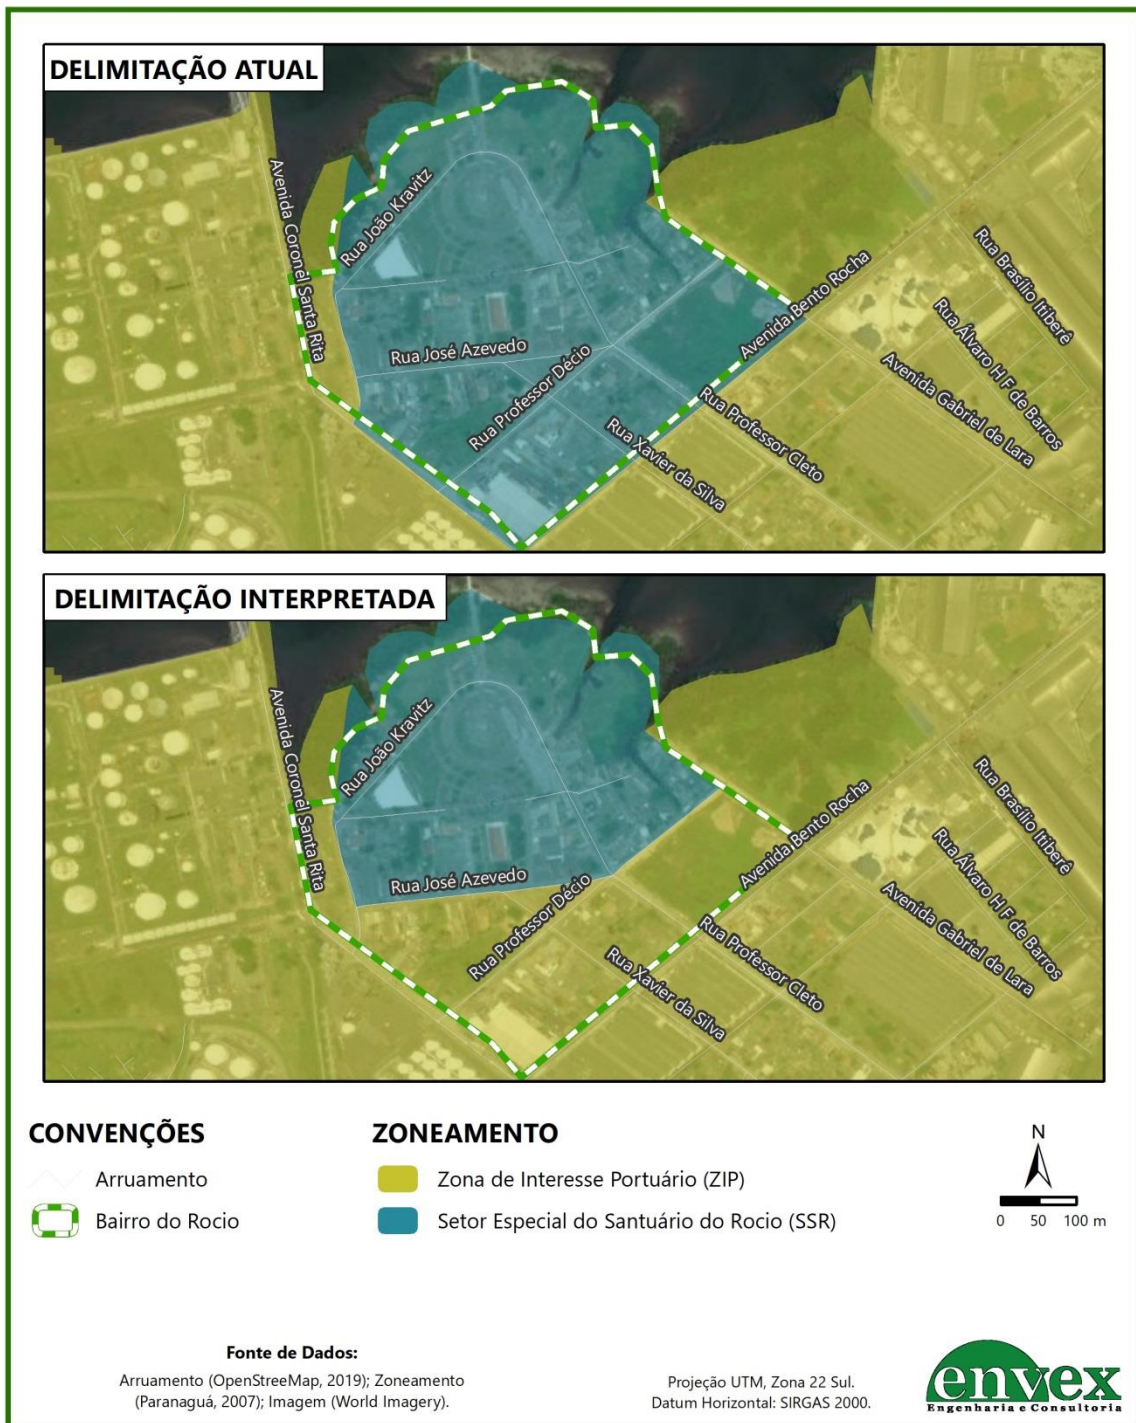 DELIMITAÇÃO ATUAL
Avenida Coronel Santa Rita
Rua João Kravitz
Rua José Azevedo
Rua Professor Décio
Avenida Bento Rocha
Rua Xavier da Silva
Rua Professor Cleto
Rua Brasílio Itiberê
Rua Álvaro H F de Barros
Avenida Gabriel de Lara
DELIMITAÇÃO INTERPRETADA
Avenida Coronel Santa Rita
Rua João Kravitz
Rua José Azevedo
Rua Professor Décio
Avenida Bento Rocha
Rua Xavier da Silva
Rua Professor Cleto
Rua Brasílio Itiberê
Rua Álvaro H F de Barros
Avenida Gabriel de Lara
CONVENÇÕES
Arruamento
Bairro do Rocio
ZONEAMENTO
Zona de Interesse Portuário (ZIP)
Setor Especial do Santuário do Rocio (SSR)
N
0 50 100 m
Fonte de Dados:
Arruamento (OpenStreeMap, 2019); Zoneamento
(Paranaguá, 2007); Imagem (World Imagery).
Projeção UTM, Zona 22 Sul.
Datum Horizontal: SIRGAS 2000.
envex
Engenharia e Consultoria